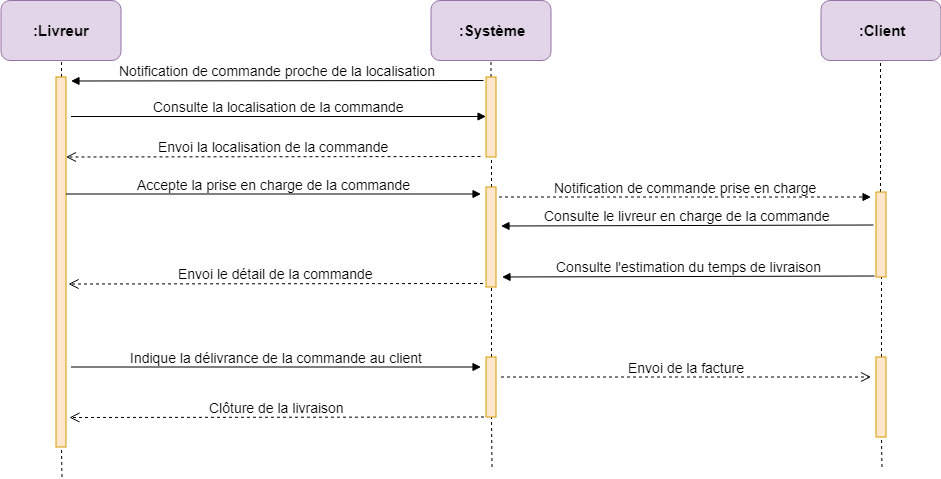 :Livreur
:Système
:Client
Notification de commande proche de la localisation
Consulte la localisation de la commande
Envoi la localisation de la commande
Accepte la prise en charge de la commande
Notification de commande prise en charge
Consulte le livreur en charge de la commande
Consulte l'estimation du temps de livraison
Envoi le détail de la commande
Indique la délivrance de la commande au client
Envoi de la facture
Clôture de la livraison